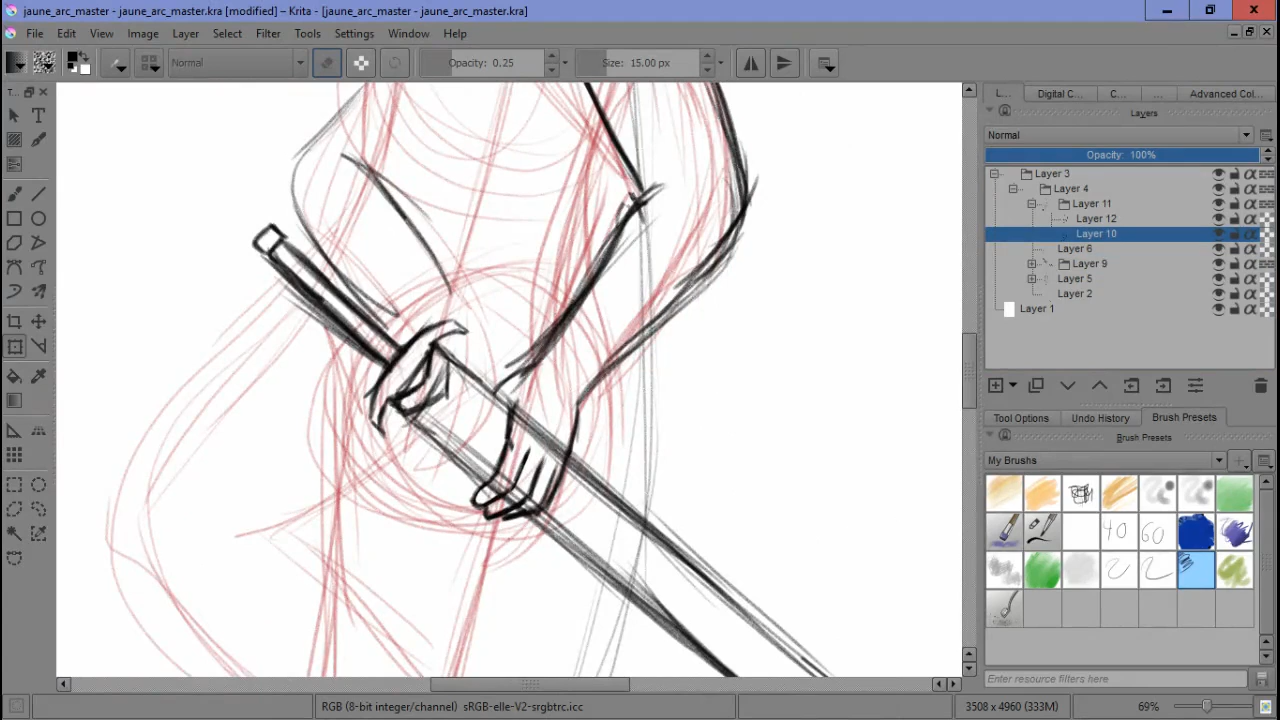 jaune_arc_master - jaune_arc_master.kra [modified] – Krita - [jaune_arc_master - jaune_arc_master.kra]
File Edit View Image Layer Select Filter Tools Settings Window Help
Normal Opacity: 0.25 Size: 15.00 px
T... L... Digital C... C... ... Advanced Col...
Layers
Normal
Opacity: 100%
Layer 3
Layer 4
Layer 11
Layer 12
Layer 10
Layer 6
Layer 9
Layer 5
Layer 2
Layer 1
Tool Options Undo History Brush Presets
Brush Presets
My Brushes
40 60
Enter resource filters here
RGB (8-bit integer/channel) sRGB-elle-V2-srgbtrc.icc 3508 x 4960 (333M) 69%